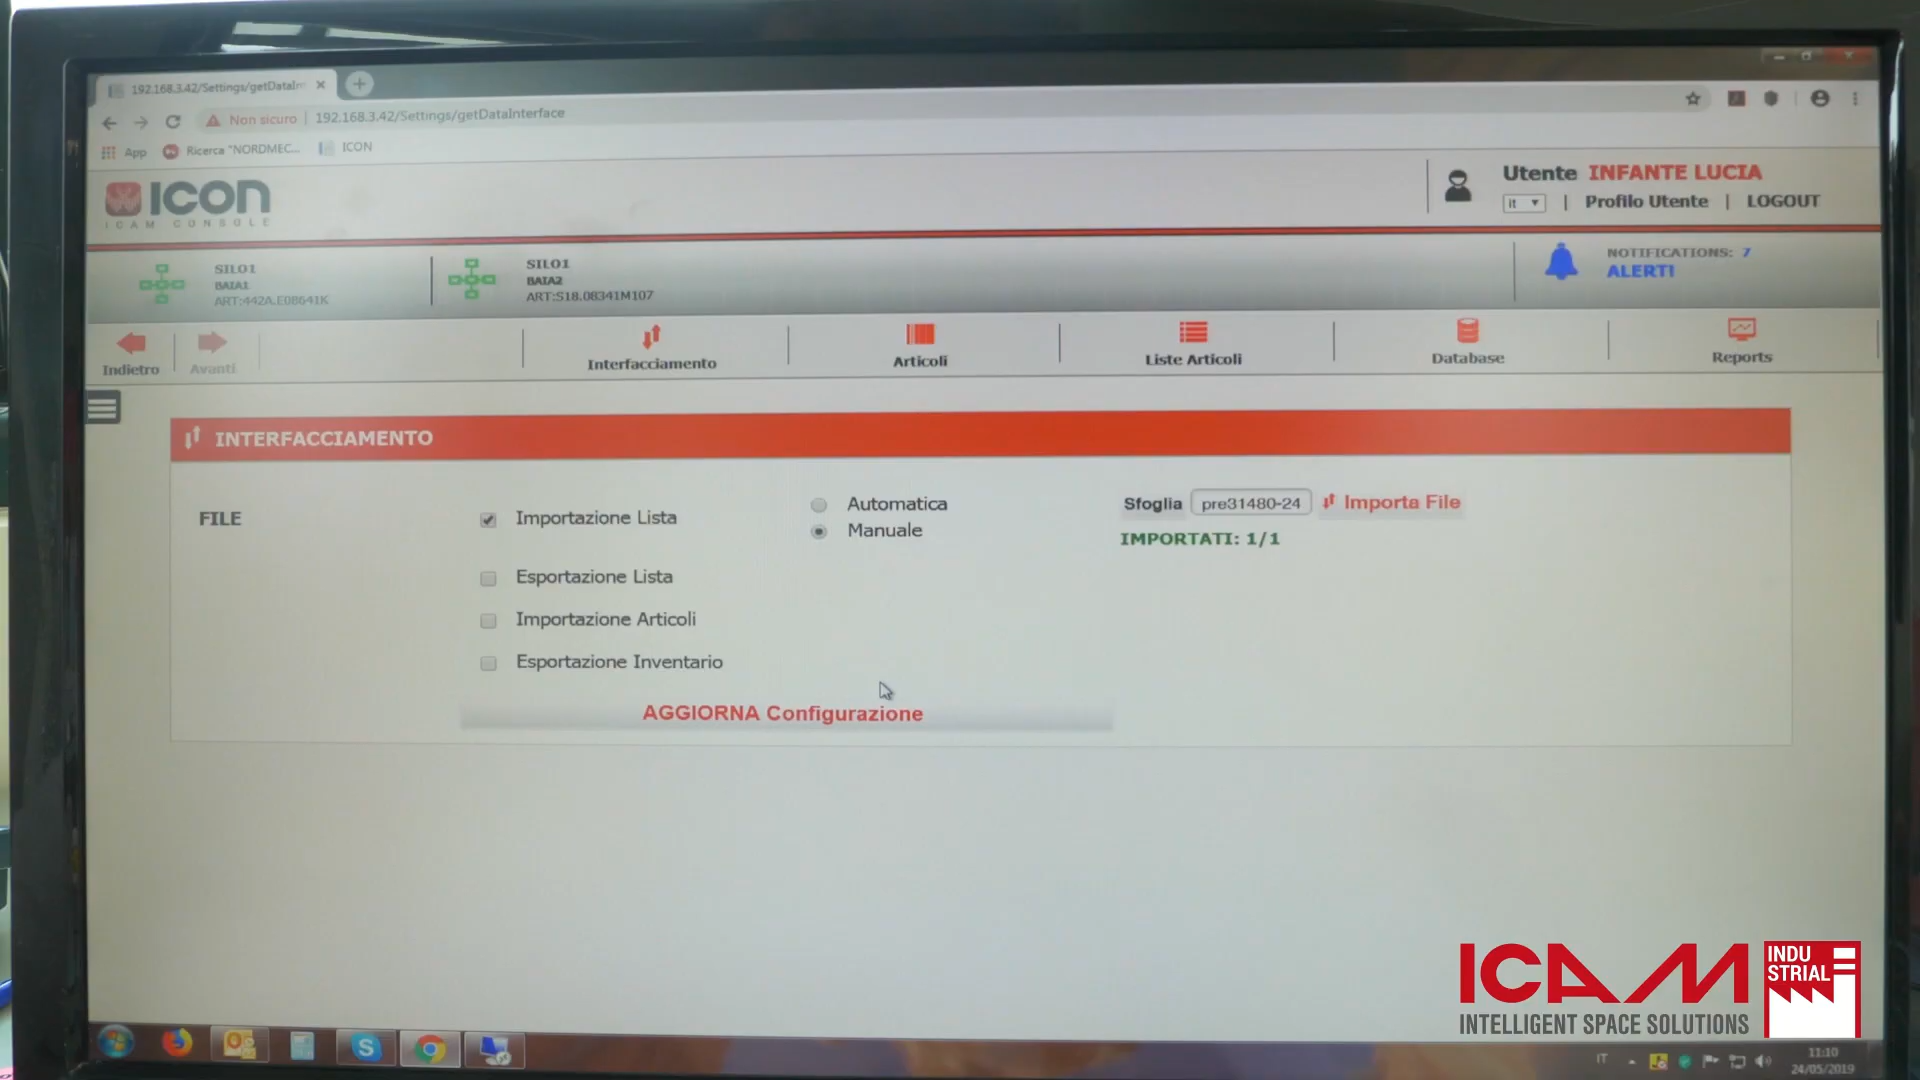 192.168.3.42/Settings/getDataIn
Non sicuro
192.168.3.42/Settings/getDataInterface
App
Ricerca "NORDMEC...
ICON
ICON
ICAM CONSOLE
Utente INFANTE LUCIA
it | Profilo Utente | LOGOUT
SILO1
BAIA1
ART:442A.E08641K
SILO1
BAIA2
ART:S18.08341M107
NOTIFICATIONS: 7
ALERT!
Indietro
Avanti
Interfacciamento
Articoli
Liste Articoli
Database
Reports
INTERFACCIAMENTO
FILE
Importazione Lista
Automatica
Manuale
Sfoglia pre31480-24 Importa File
IMPORTATI: 1/1
Esportazione Lista
Importazione Articoli
Esportazione Inventario
AGGIORNA Configurazione
ICAM
INTELLIGENT SPACE SOLUTIONS
INDU
STRIAL
IT
11:10
24/05/2019